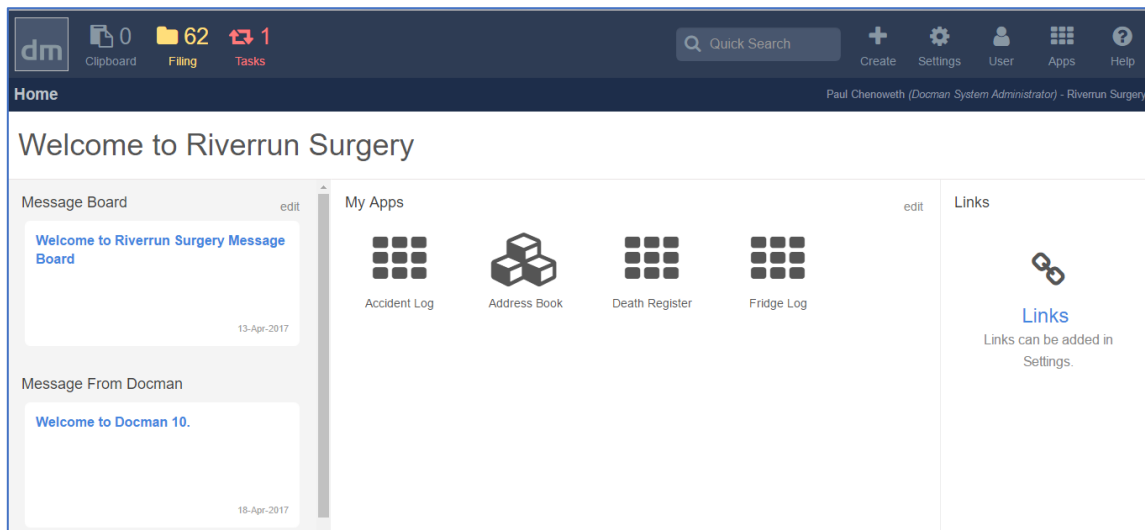 dm
0
Clipboard
62
Filing
1
Tasks
Quick Search
Create
Settings
User
Apps
Help
Home
Paul Chenoweth (Docman System Administrator) - Riverrun Surgery
Welcome to Riverrun Surgery
Message Board
edit
Welcome to Riverrun Surgery Message
Board
13-Apr-2017
Message From Docman
Welcome to Docman 10.
18-Apr-2017
My Apps
edit
Accident Log
Address Book
Death Register
Fridge Log
Links
Links
Links can be added in
Settings.